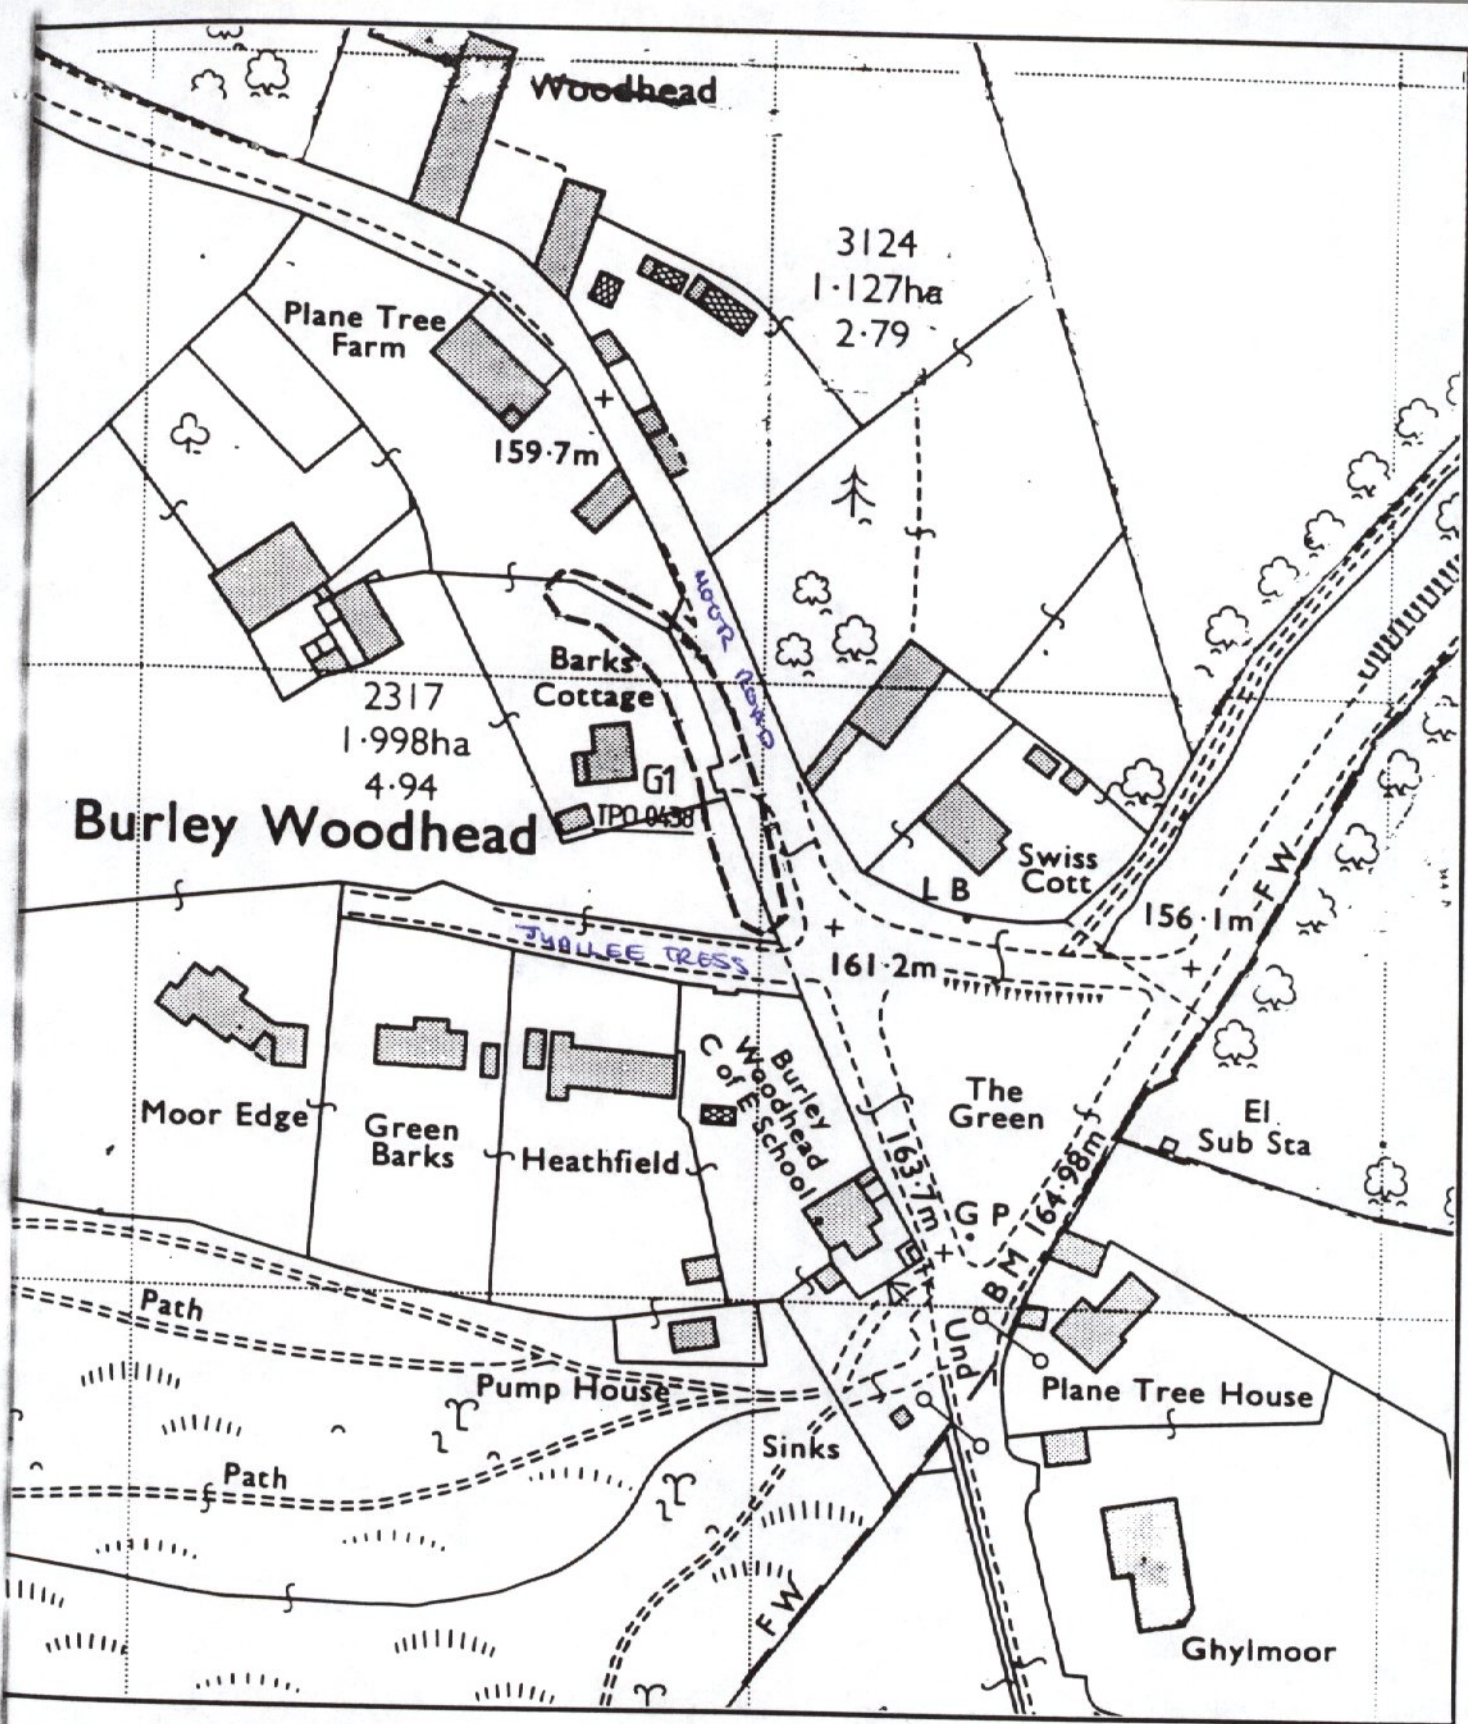 Woodhead
3124
1·127ha
2·79
Plane Tree
Farm
159·7m
MOOR ROAD
Barks
Cottage
2317
1·998ha
4·94
G1
TPO 0438
Burley Woodhead
Swiss
Cott
L B
156·1m
F W
161·2m
JUBILEE TRESS
Burley
Woodhead
C of E School
The
Green
El
Sub Sta
Moor Edge
Green
Barks
Heathfield
163·7m
G P
B M 164·98m
Path
Und
Pump House
Plane Tree House
Sinks
Path
F W
Ghylmoor